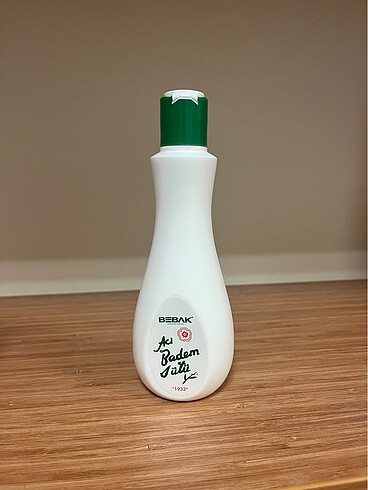 BEBAK
Acı
Badem
Sütü
"1933"